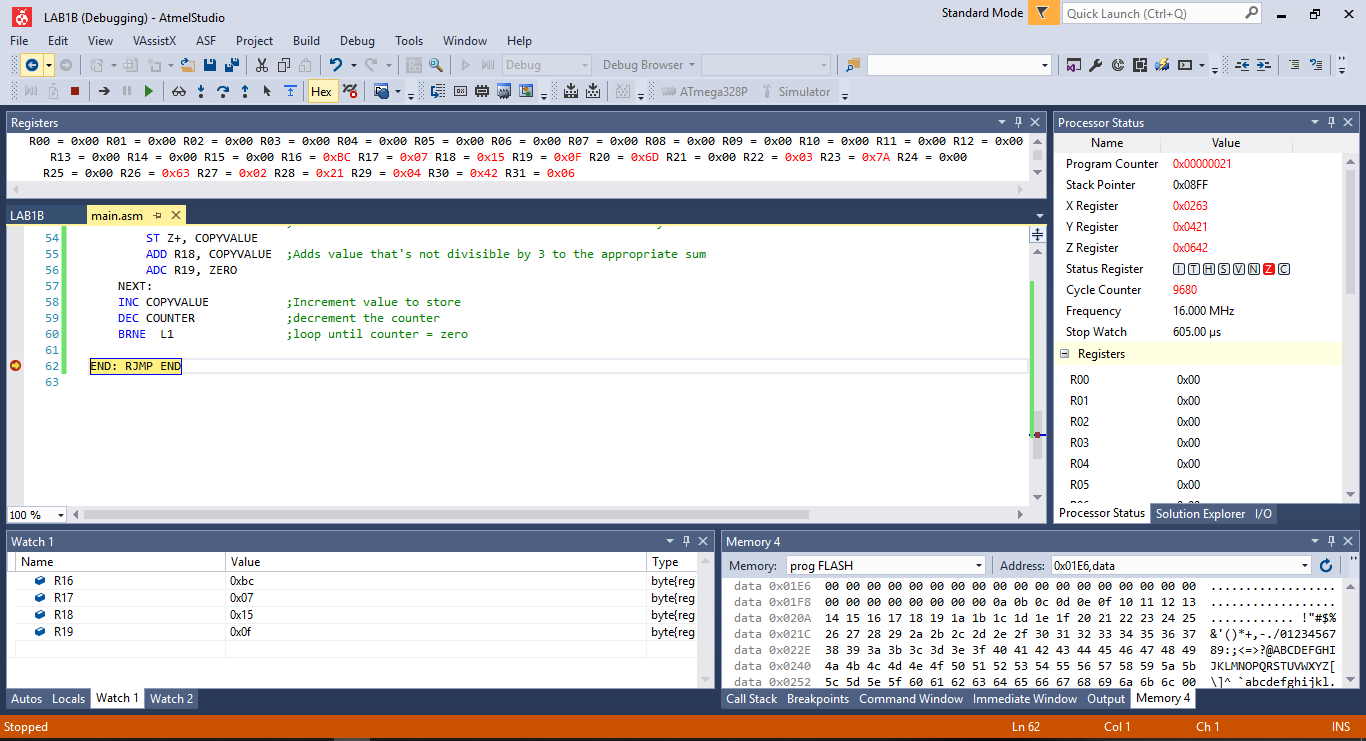 LAB1B (Debugging) - AtmelStudio
Standard Mode
Quick Launch (Ctrl+Q)
File Edit View VAssistX ASF Project Build Debug Tools Window Help
Debug Debug Browser
Hex ATmega328P Simulator
Registers
R00 = 0x00 R01 = 0x00 R02 = 0x00 R03 = 0x00 R04 = 0x00 R05 = 0x00 R06 = 0x00 R07 = 0x00 R08 = 0x00 R09 = 0x00 R10 = 0x00 R11 = 0x00 R12 = 0x00
R13 = 0x00 R14 = 0x00 R15 = 0x00 R16 = 0xBC R17 = 0x07 R18 = 0x15 R19 = 0x0F R20 = 0x6D R21 = 0x00 R22 = 0x03 R23 = 0x7A R24 = 0x00
R25 = 0x00 R26 = 0x63 R27 = 0x02 R28 = 0x21 R29 = 0x04 R30 = 0x42 R31 = 0x06
LAB1B main.asm
54 ST Z+, COPYVALUE
55 ADD R18, COPYVALUE ;Adds value that's not divisible by 3 to the appropriate sum
56 ADC R19, ZERO
57 NEXT:
58 INC COPYVALUE ;Increment value to store
59 DEC COUNTER ;decrement the counter
60 BRNE L1 ;loop until counter = zero
61
62 END: RJMP END
63
100 %
Processor Status
Name Value
Program Counter 0x00000021
Stack Pointer 0x08FF
X Register 0x0263
Y Register 0x0421
Z Register 0x0642
Status Register I T H S V N Z C
Cycle Counter 9680
Frequency 16.000 MHz
Stop Watch 605.00 µs
Registers
R00 0x00
R01 0x00
R02 0x00
R03 0x00
R04 0x00
R05 0x00
Processor Status Solution Explorer I/O
Watch 1
Name Value Type
R16 0xbc byte{reg
R17 0x07 byte{reg
R18 0x15 byte{reg
R19 0x0f byte{reg
Autos Locals Watch 1 Watch 2
Memory 4
Memory: prog FLASH Address: 0x01E6,data
data 0x01E6 00 00 00 00 00 00 00 00 00 00 00 00 00 00 00 00 00 00 ..................
data 0x01F8 00 00 00 00 00 00 00 00 0a 0b 0c 0d 0e 0f 10 11 12 13 ..................
data 0x020A 14 15 16 17 18 19 1a 1b 1c 1d 1e 1f 20 21 22 23 24 25 ............ !"#$%
data 0x021C 26 27 28 29 2a 2b 2c 2d 2e 2f 30 31 32 33 34 35 36 37 &'()*+,-./01234567
data 0x022E 38 39 3a 3b 3c 3d 3e 3f 40 41 42 43 44 45 46 47 48 49 89:;<=>?@ABCDEFGHI
data 0x0240 4a 4b 4c 4d 4e 4f 50 51 52 53 54 55 56 57 58 59 5a 5b JKLMNOPQRSTUVWXYZ[
data 0x0252 5c 5d 5e 5f 60 61 62 63 64 65 66 67 68 69 6a 6b 6c 00 \]^_`abcdefghijkl.
Call Stack Breakpoints Command Window Immediate Window Output Memory 4
Stopped Ln 62 Col 1 Ch 1 INS